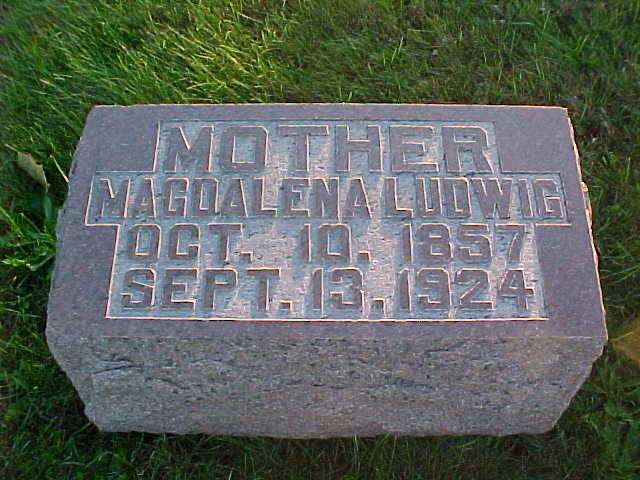 MOTHER
MAGDALENA LUDWIG
OCT. 10. 1857
SEPT. 13. 1924